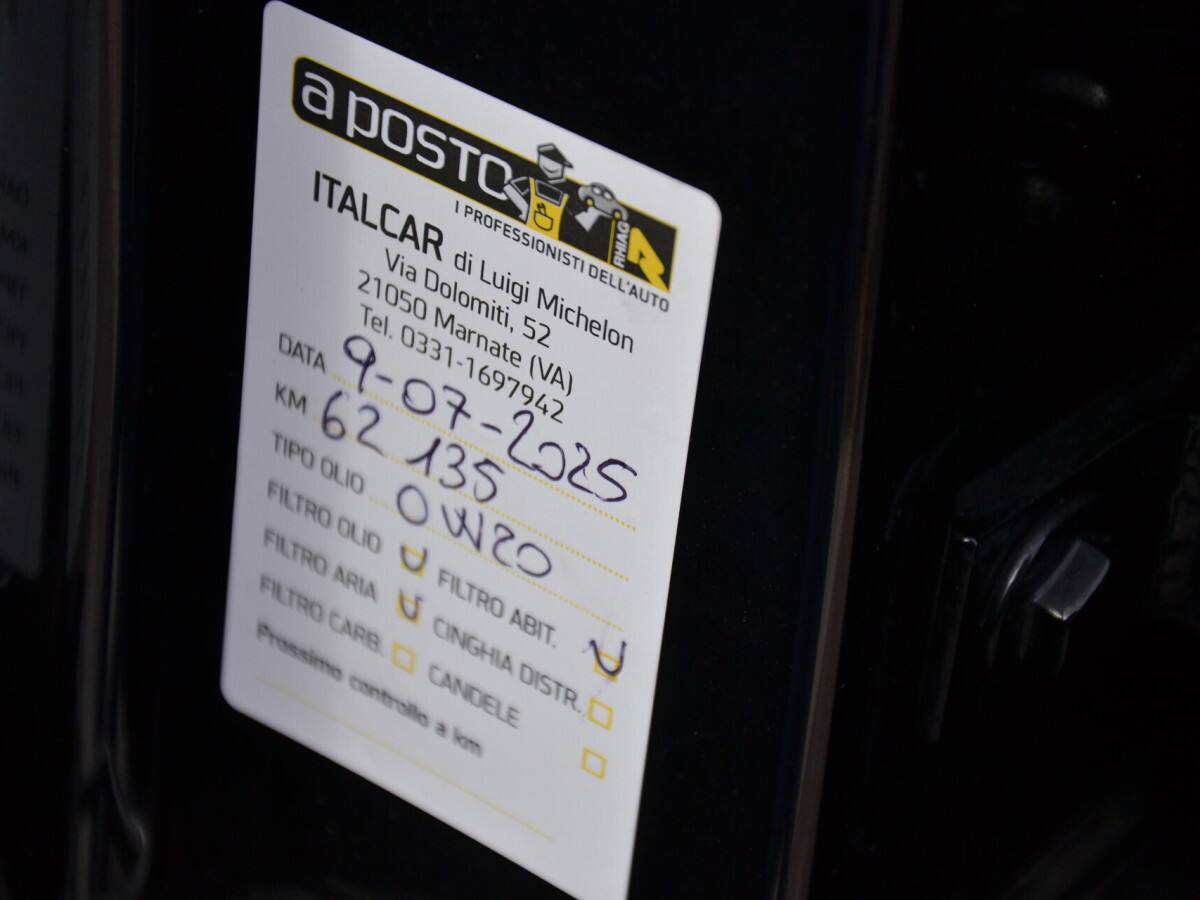 a posto
I PROFESSIONISTI DELL'AUTO
RHIAG
ITALCAR di Luigi Michelon
Via Dolomiti, 52
21050 Marnate (VA)
Tel. 0331-1697942
DATA 9-07-2025
KM 62 135
TIPO OLIO 0W20
FILTRO OLIO FILTRO ABIT.
FILTRO ARIA CINGHIA DISTR.
FILTRO CARB. CANDELE
Prossimo controllo a km